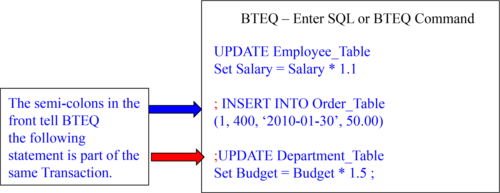 BTEQ – Enter SQL or BTEQ Command
UPDATE Employee_Table
Set Salary = Salary * 1.1
The semi-colons in the
front tell BTEQ
the following
statement is part of the
same Transaction.
; INSERT INTO Order_Table
(1, 400, ‘2010-01-30’, 50.00)
;UPDATE Department_Table
Set Budget = Budget * 1.5 ;